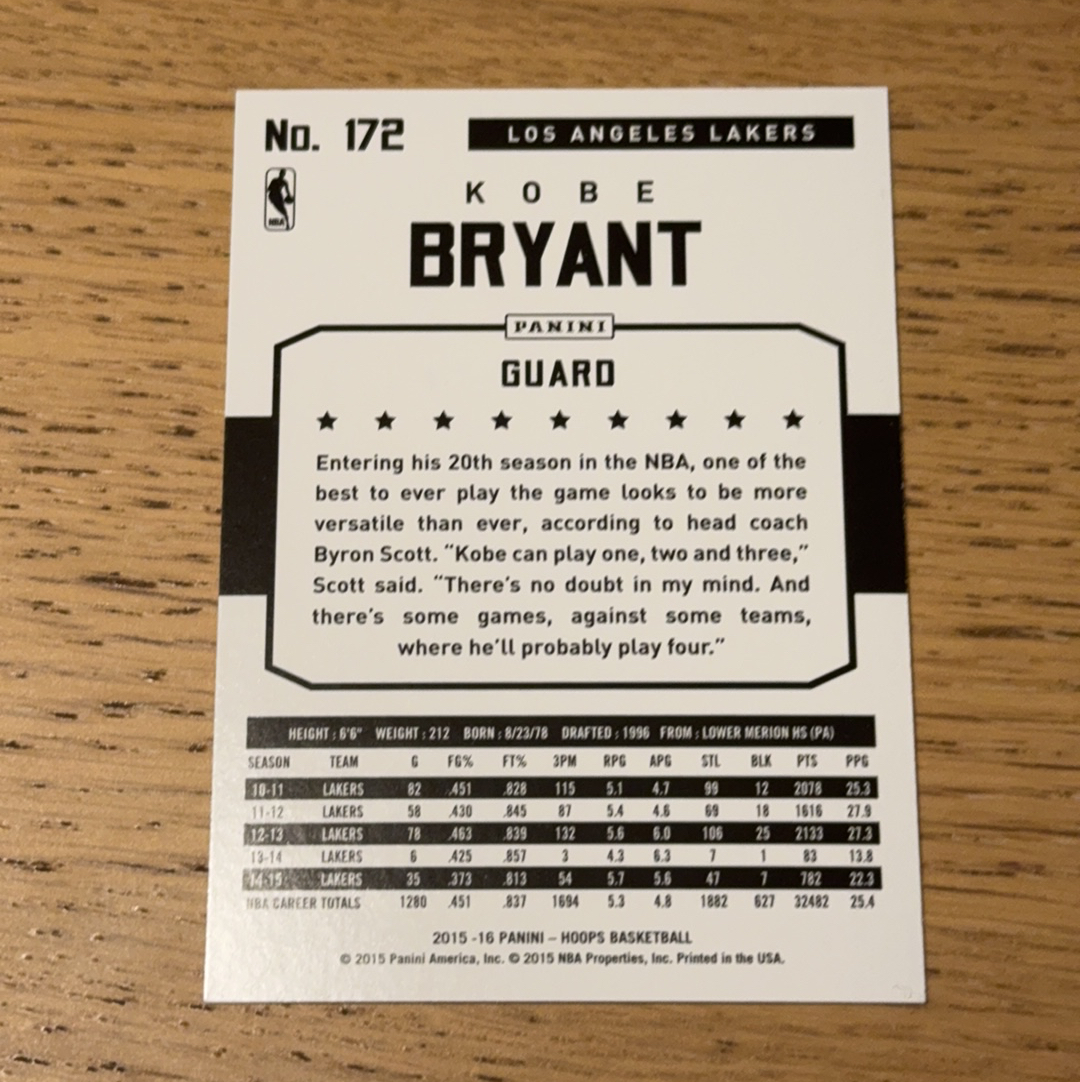 No. 172
LOS ANGELES LAKERS
NBA
KOBE
BRYANT
PANINI
GUARD
Entering his 20th season in the NBA, one of the
best to ever play the game looks to be more
versatile than ever, according to head coach
Byron Scott. “Kobe can play one, two and three,”
Scott said. “There's no doubt in my mind. And
there's some games, against some teams,
where he'll probably play four.”
HEIGHT : 6'6" WEIGHT : 212 BORN : 8/23/78 DRAFTED : 1996 FROM : LOWER MERION HS (PA)
SEASON TEAM G FG% FT% 3PM RPG APG STL BLK PTS PPG
10-11 LAKERS 82 .451 .828 115 5.1 4.7 99 12 2078 25.3
11-12 LAKERS 58 .430 .845 87 5.4 4.6 69 18 1616 27.9
12-13 LAKERS 78 .463 .839 132 5.6 6.0 106 25 2133 27.3
13-14 LAKERS 6 .425 .857 3 4.3 6.3 7 1 83 13.8
14-15 LAKERS 35 .373 .813 54 5.7 5.6 47 7 782 22.3
NBA CAREER TOTALS 1280 .451 .837 1694 5.3 4.8 1882 627 32482 25.4
2015 -16 PANINI – HOOPS BASKETBALL
© 2015 Panini America, Inc. © 2015 NBA Properties, Inc. Printed in the USA.